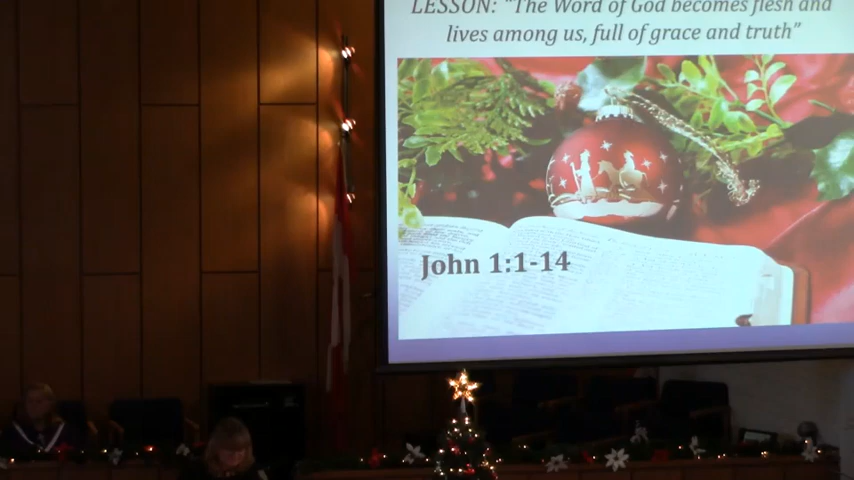 LESSON: "The Word of God becomes flesh and
lives among us, full of grace and truth"
John 1:1-14